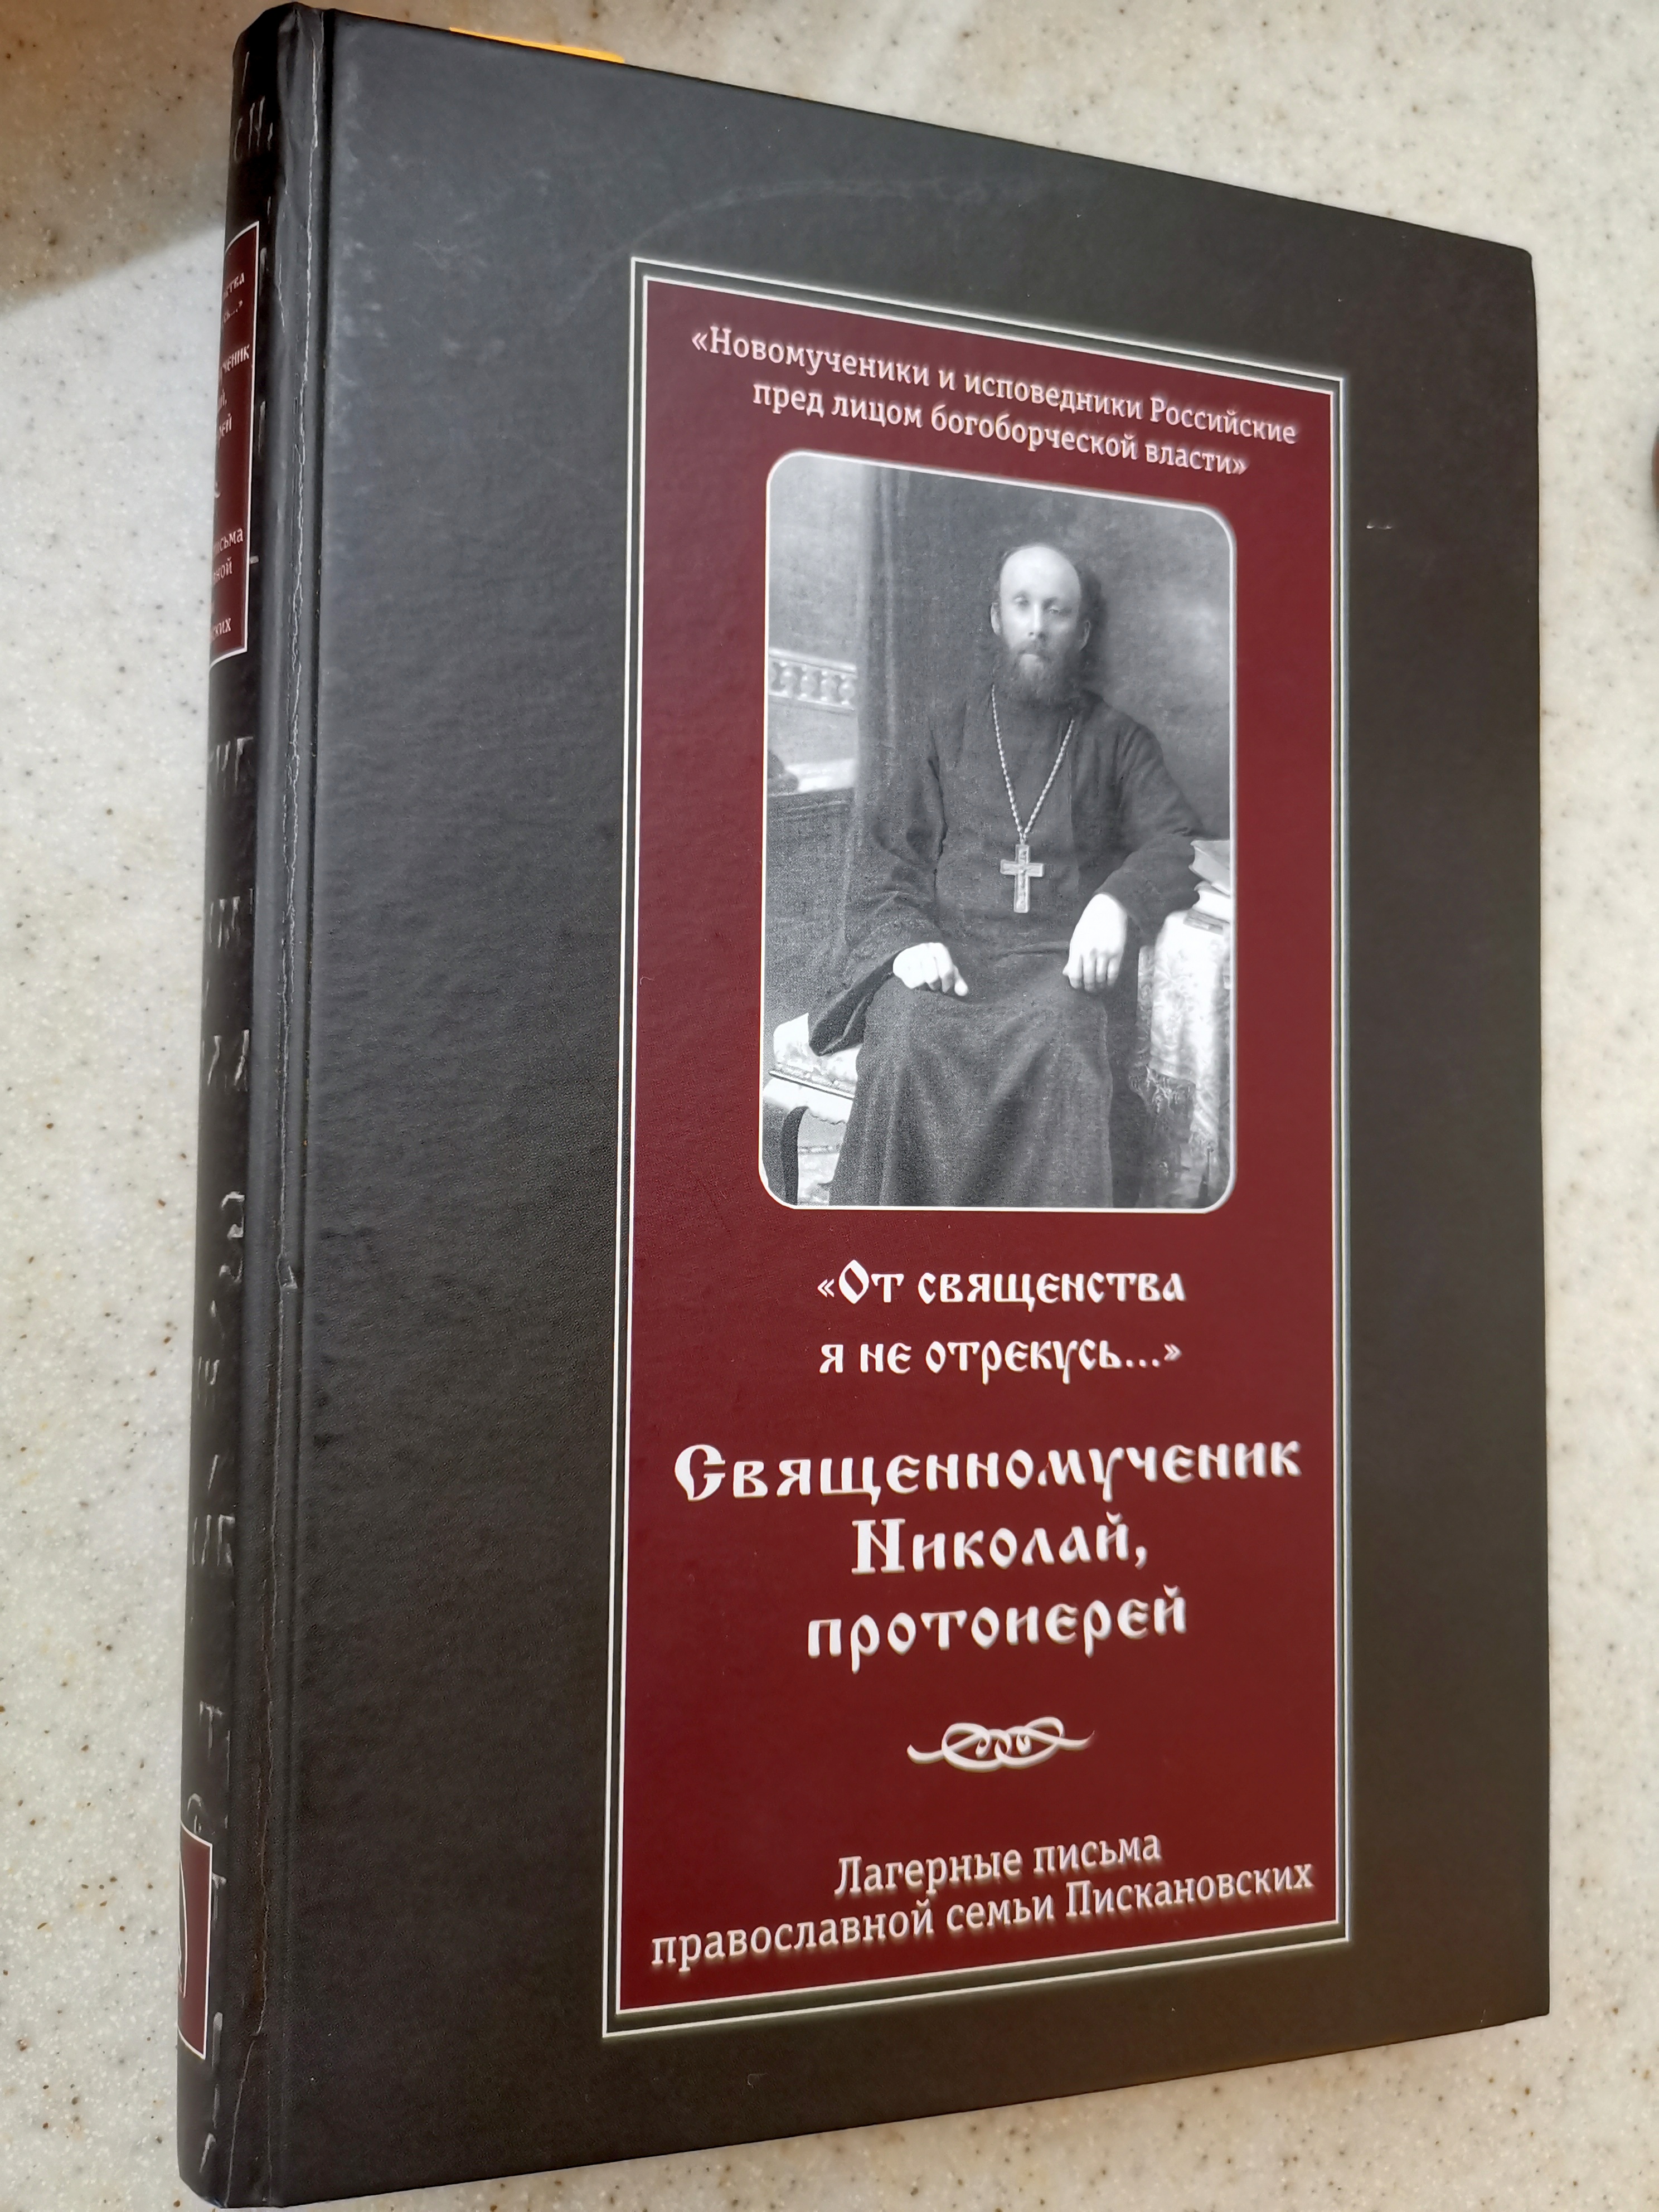 «Новомученики и исповедники Российские
пред лицом богоборческой власти»
«От священства
я не отрекусь...»
Священномученик
Николай,
протоиерей
Лагерные письма
православной семьи Пискановских